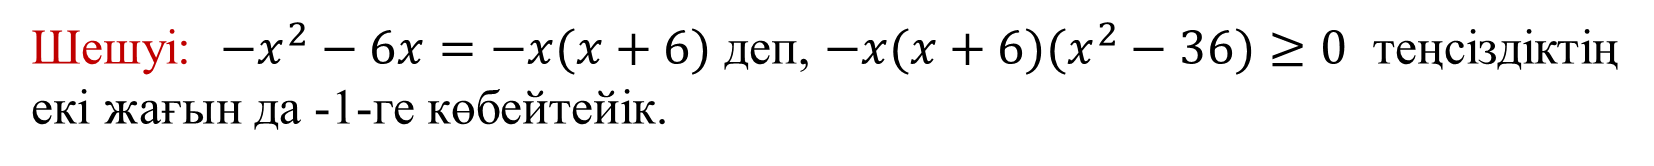 Шешуі: −x² − 6x = −x(x + 6) деп, −x(x + 6)(x² − 36) ≥ 0 теңсіздіктің
екі жағын да -1-ге көбейтейік.